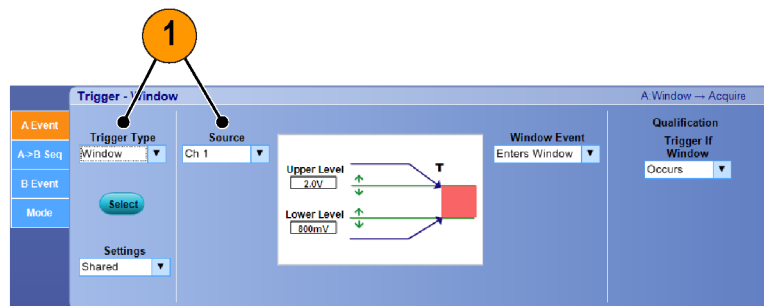 1
Trigger - Window
A:Window → Acquire
A Event
A->B Seq
B Event
Mode
Trigger Type
Window
Select
Settings
Shared
Source
Ch 1
Upper Level
2.0V
Lower Level
800mV
T
Window Event
Enters Window
Qualification
Trigger If
Window
Occurs